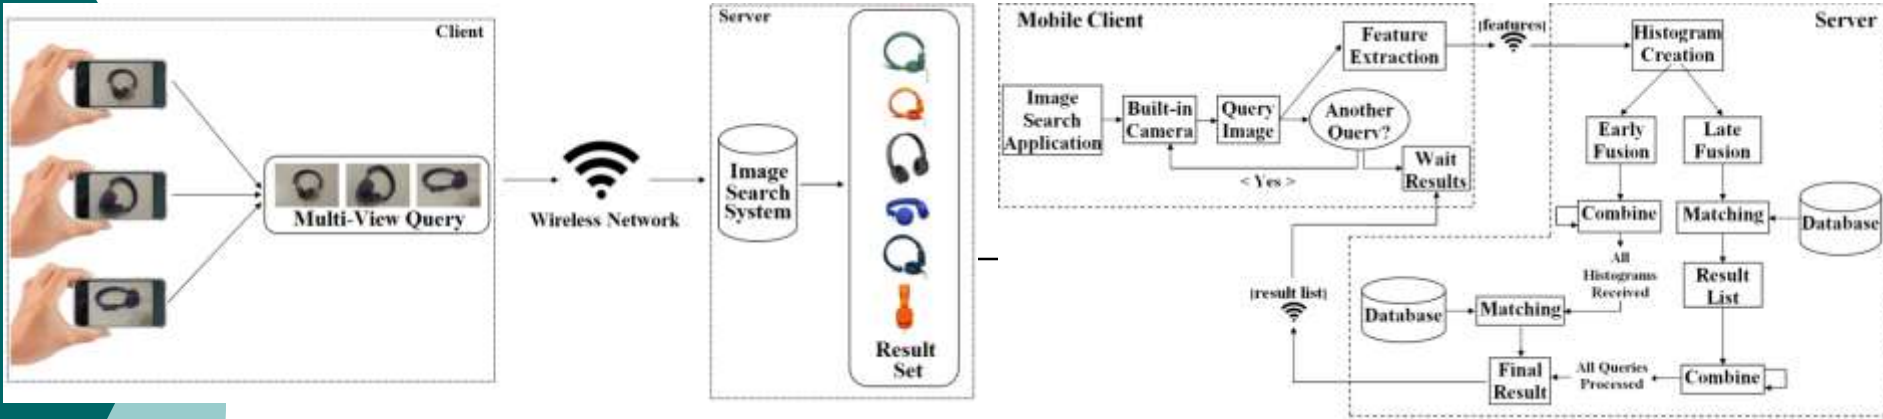 Client
Multi-View Query
Wireless Network
Server
Image
Search
System
Result
Set
Mobile Client
Image
Search
Application
Built-in
Camera
Query
Image
Feature
Extraction
Another
Query?
< Yes >
Wait
Results
{features}
Server
Histogram
Creation
Early
Fusion
Late
Fusion
Combine
Matching
Database
All
Histograms
Received
Result
List
{result list}
Database
Matching
Final
Result
All Queries
Processed
Combine